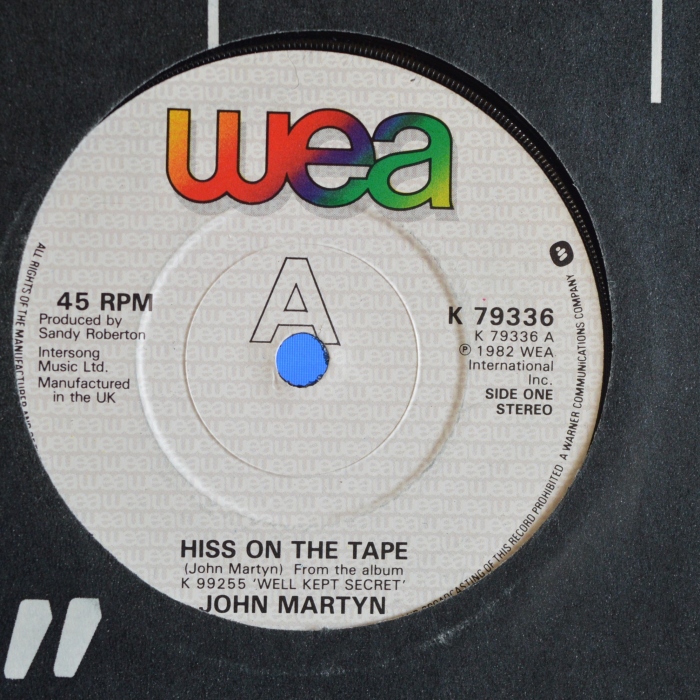 wea
A
45 RPM
Produced by
Sandy Roberton
Intersong
Music Ltd.
Manufactured
in the UK
K 79336
K 79336 A
Ⓟ 1982 WEA
International
Inc.
SIDE ONE
STEREO
HISS ON THE TAPE
(John Martyn) From the album
K 99255 'WELL KEPT SECRET'
JOHN MARTYN
ALL RIGHTS OF THE MANUFACTURER AND
BROADCASTING OF THIS RECORD PROHIBITED. A WARNER COMMUNICATIONS COMPANY